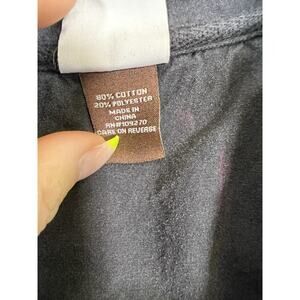 80% COTTON
20% POLYESTER
MADE IN
CHINA
RN#109270
CARE ON REVERSE